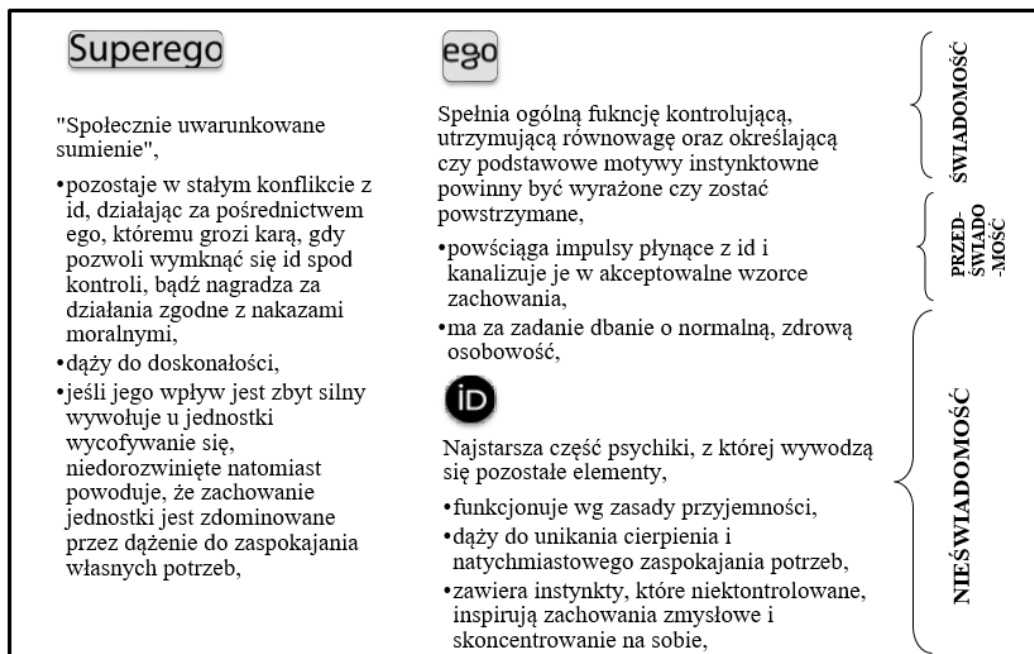 Superego
"Społecznie uwarunkowane
sumienie",
•pozostaje w stałym konflikcie z
id, działając za pośrednictwem
ego, któremu grozi karą, gdy
pozwoli wymknąć się id spod
kontroli, bądź nagradza za
działania zgodne z nakazami
moralnymi,
•dąży do doskonałości,
•jeśli jego wpływ jest zbyt silny
wywołuje u jednostki
wycofywanie się,
niedorozwinięte natomiast
powoduje, że zachowanie
jednostki jest zdominowane
przez dążenie do zaspokajania
własnych potrzeb,
ego
Spełnia ogólną fukncję kontrolującą,
utrzymującą równowagę oraz określającą
czy podstawowe motywy instynktowne
powinny być wyrażone czy zostać
powstrzymane,
•powściąga impulsy płynące z id i
kanalizuje je w akceptowalne wzorce
zachowania,
•ma za zadanie dbanie o normalną, zdrową
osobowość,
iD
Najstarsza część psychiki, z której wywodzą
się pozostałe elementy,
•funkcjonuje wg zasady przyjemności,
•dąży do unikania cierpienia i
natychmiastowego zaspokajania potrzeb,
•zawiera instynkty, które niektontrolowane,
inspirują zachowania zmysłowe i
skoncentrowanie na sobie,
ŚWIADOMOŚĆ
PRZED-
ŚWIADO
-MOŚĆ
NIEŚWIADOMOŚĆ